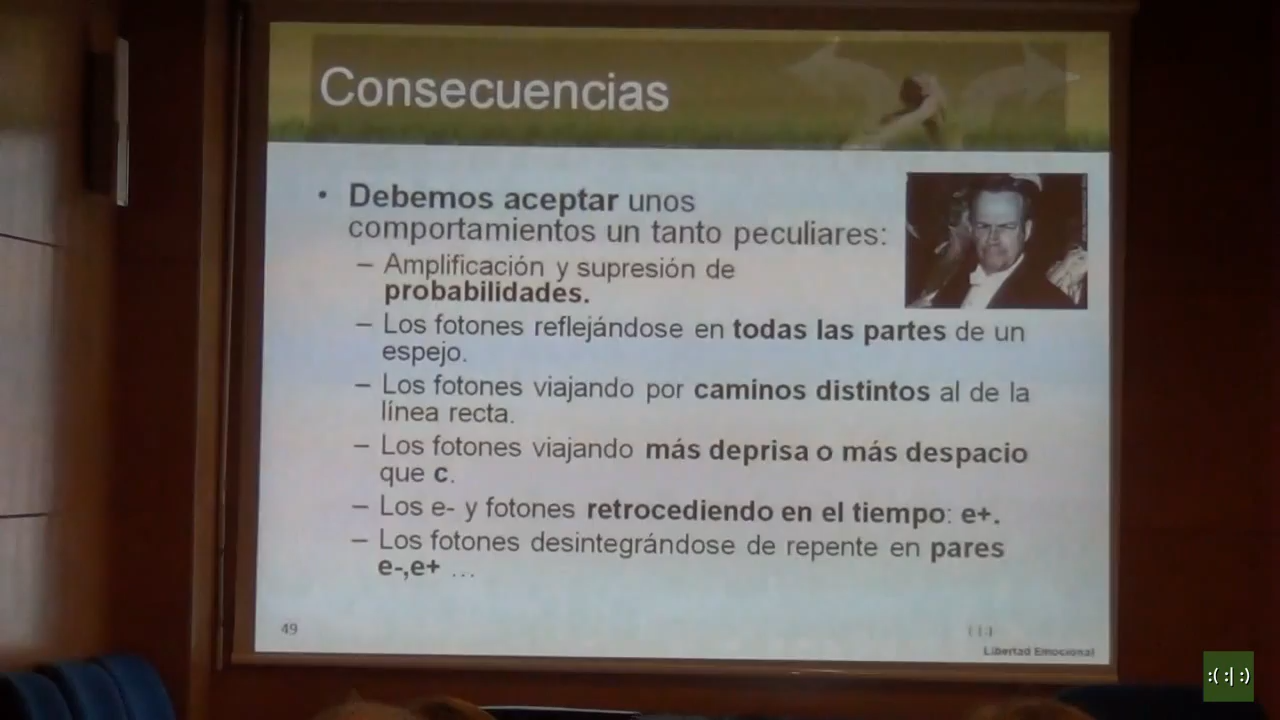 Consecuencias
• Debemos aceptar unos
comportamientos un tanto peculiares:
– Amplificación y supresión de
probabilidades.
– Los fotones reflejándose en todas las partes de un
espejo.
– Los fotones viajando por caminos distintos al de la
línea recta.
– Los fotones viajando más deprisa o más despacio
que c.
– Los e- y fotones retrocediendo en el tiempo: e+.
– Los fotones desintegrándose de repente en pares
e-,e+ ...
49
Libertad Emocional
:( :| :)